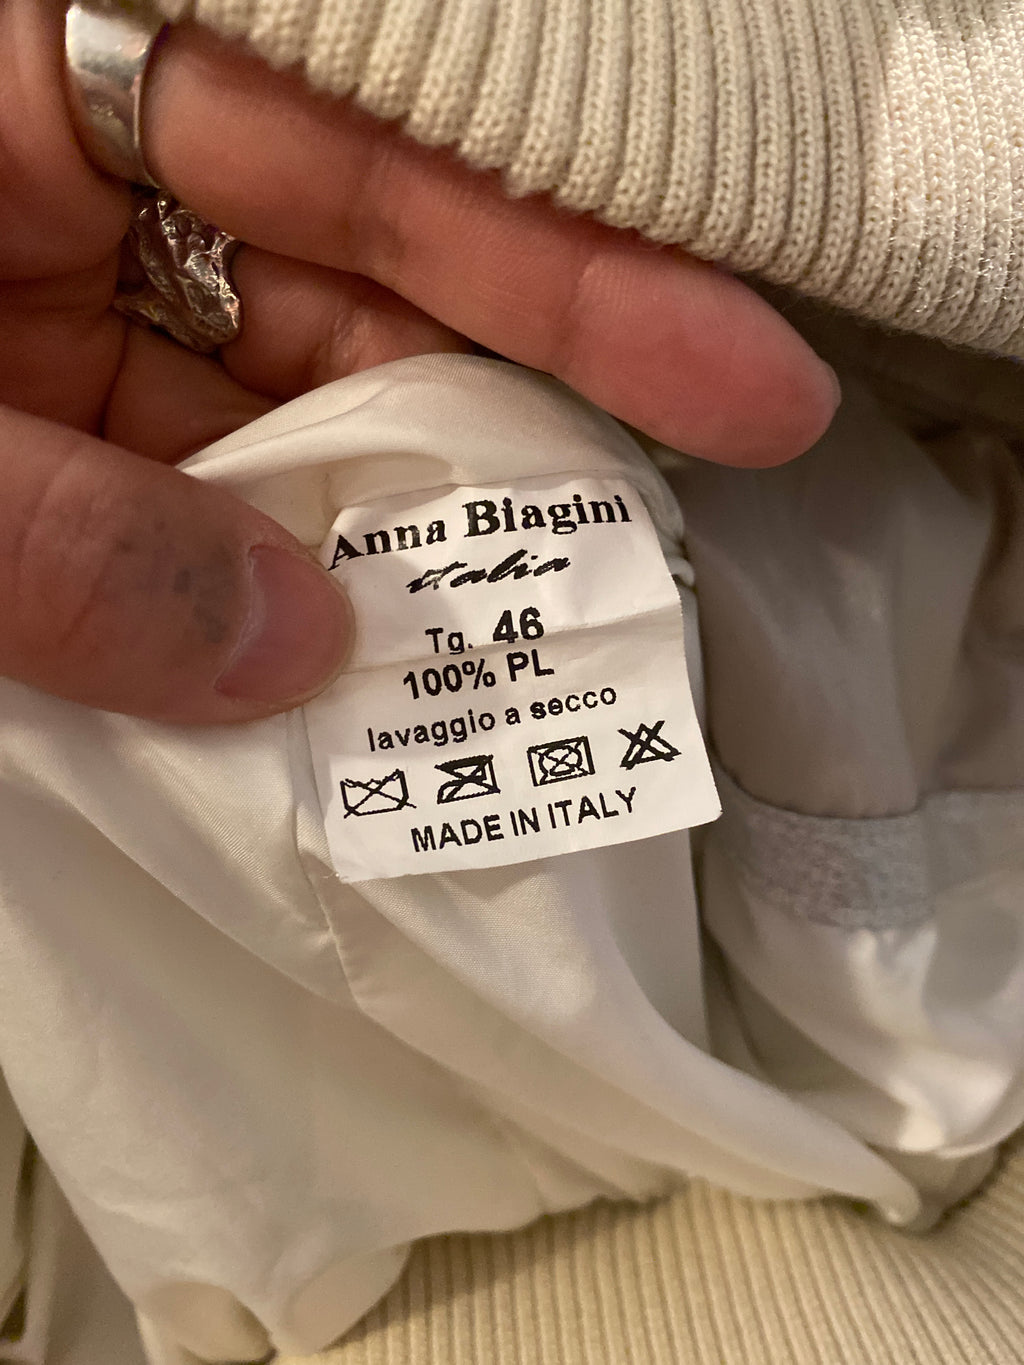 Anna Biagini
italia
Tg. 46
100% PL
lavaggio a secco
MADE IN ITALY